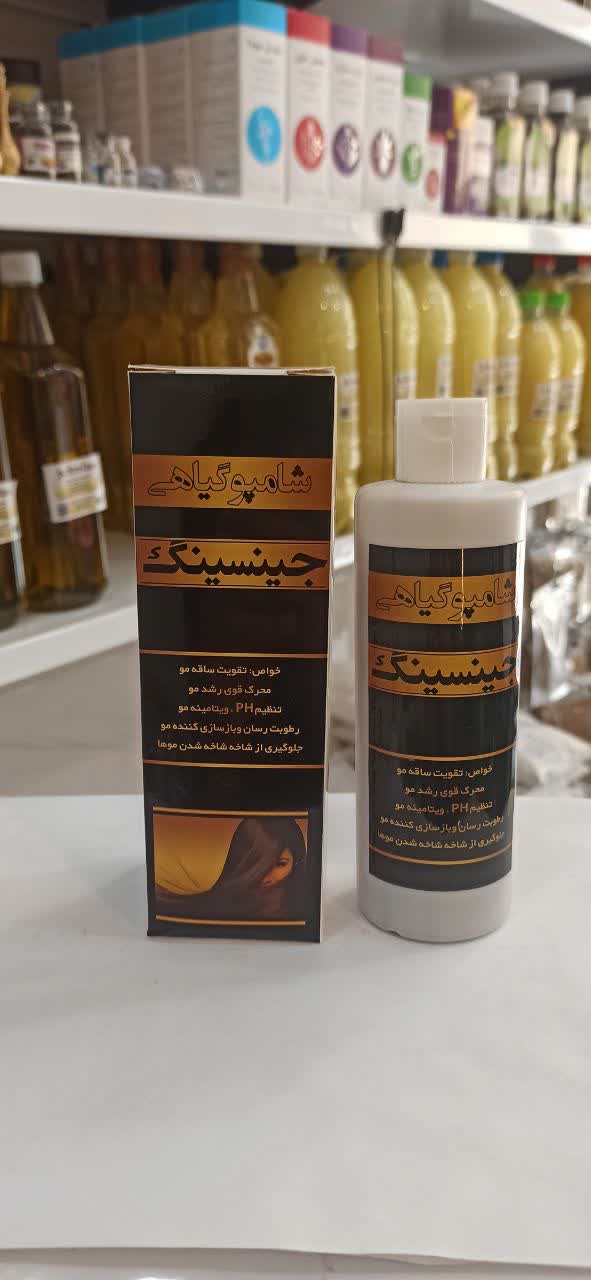 شامپو گیاهی
جینسینگ
خواص: تقویت ساقه مو
محرک قوی رشد مو
تنظیم PH ، ویتامینه مو
رطوبت رسان وبازسازی کننده مو
جلوگیری از شاخه شاخه شدن موها
شامپو گیاهی
جینسینگ
خواص: تقویت ساقه مو
محرک قوی رشد مو
تنظیم PH ، ویتامینه مو
رطوبت رسان وبازسازی کننده مو
جلوگیری از شاخه شاخه شدن موها